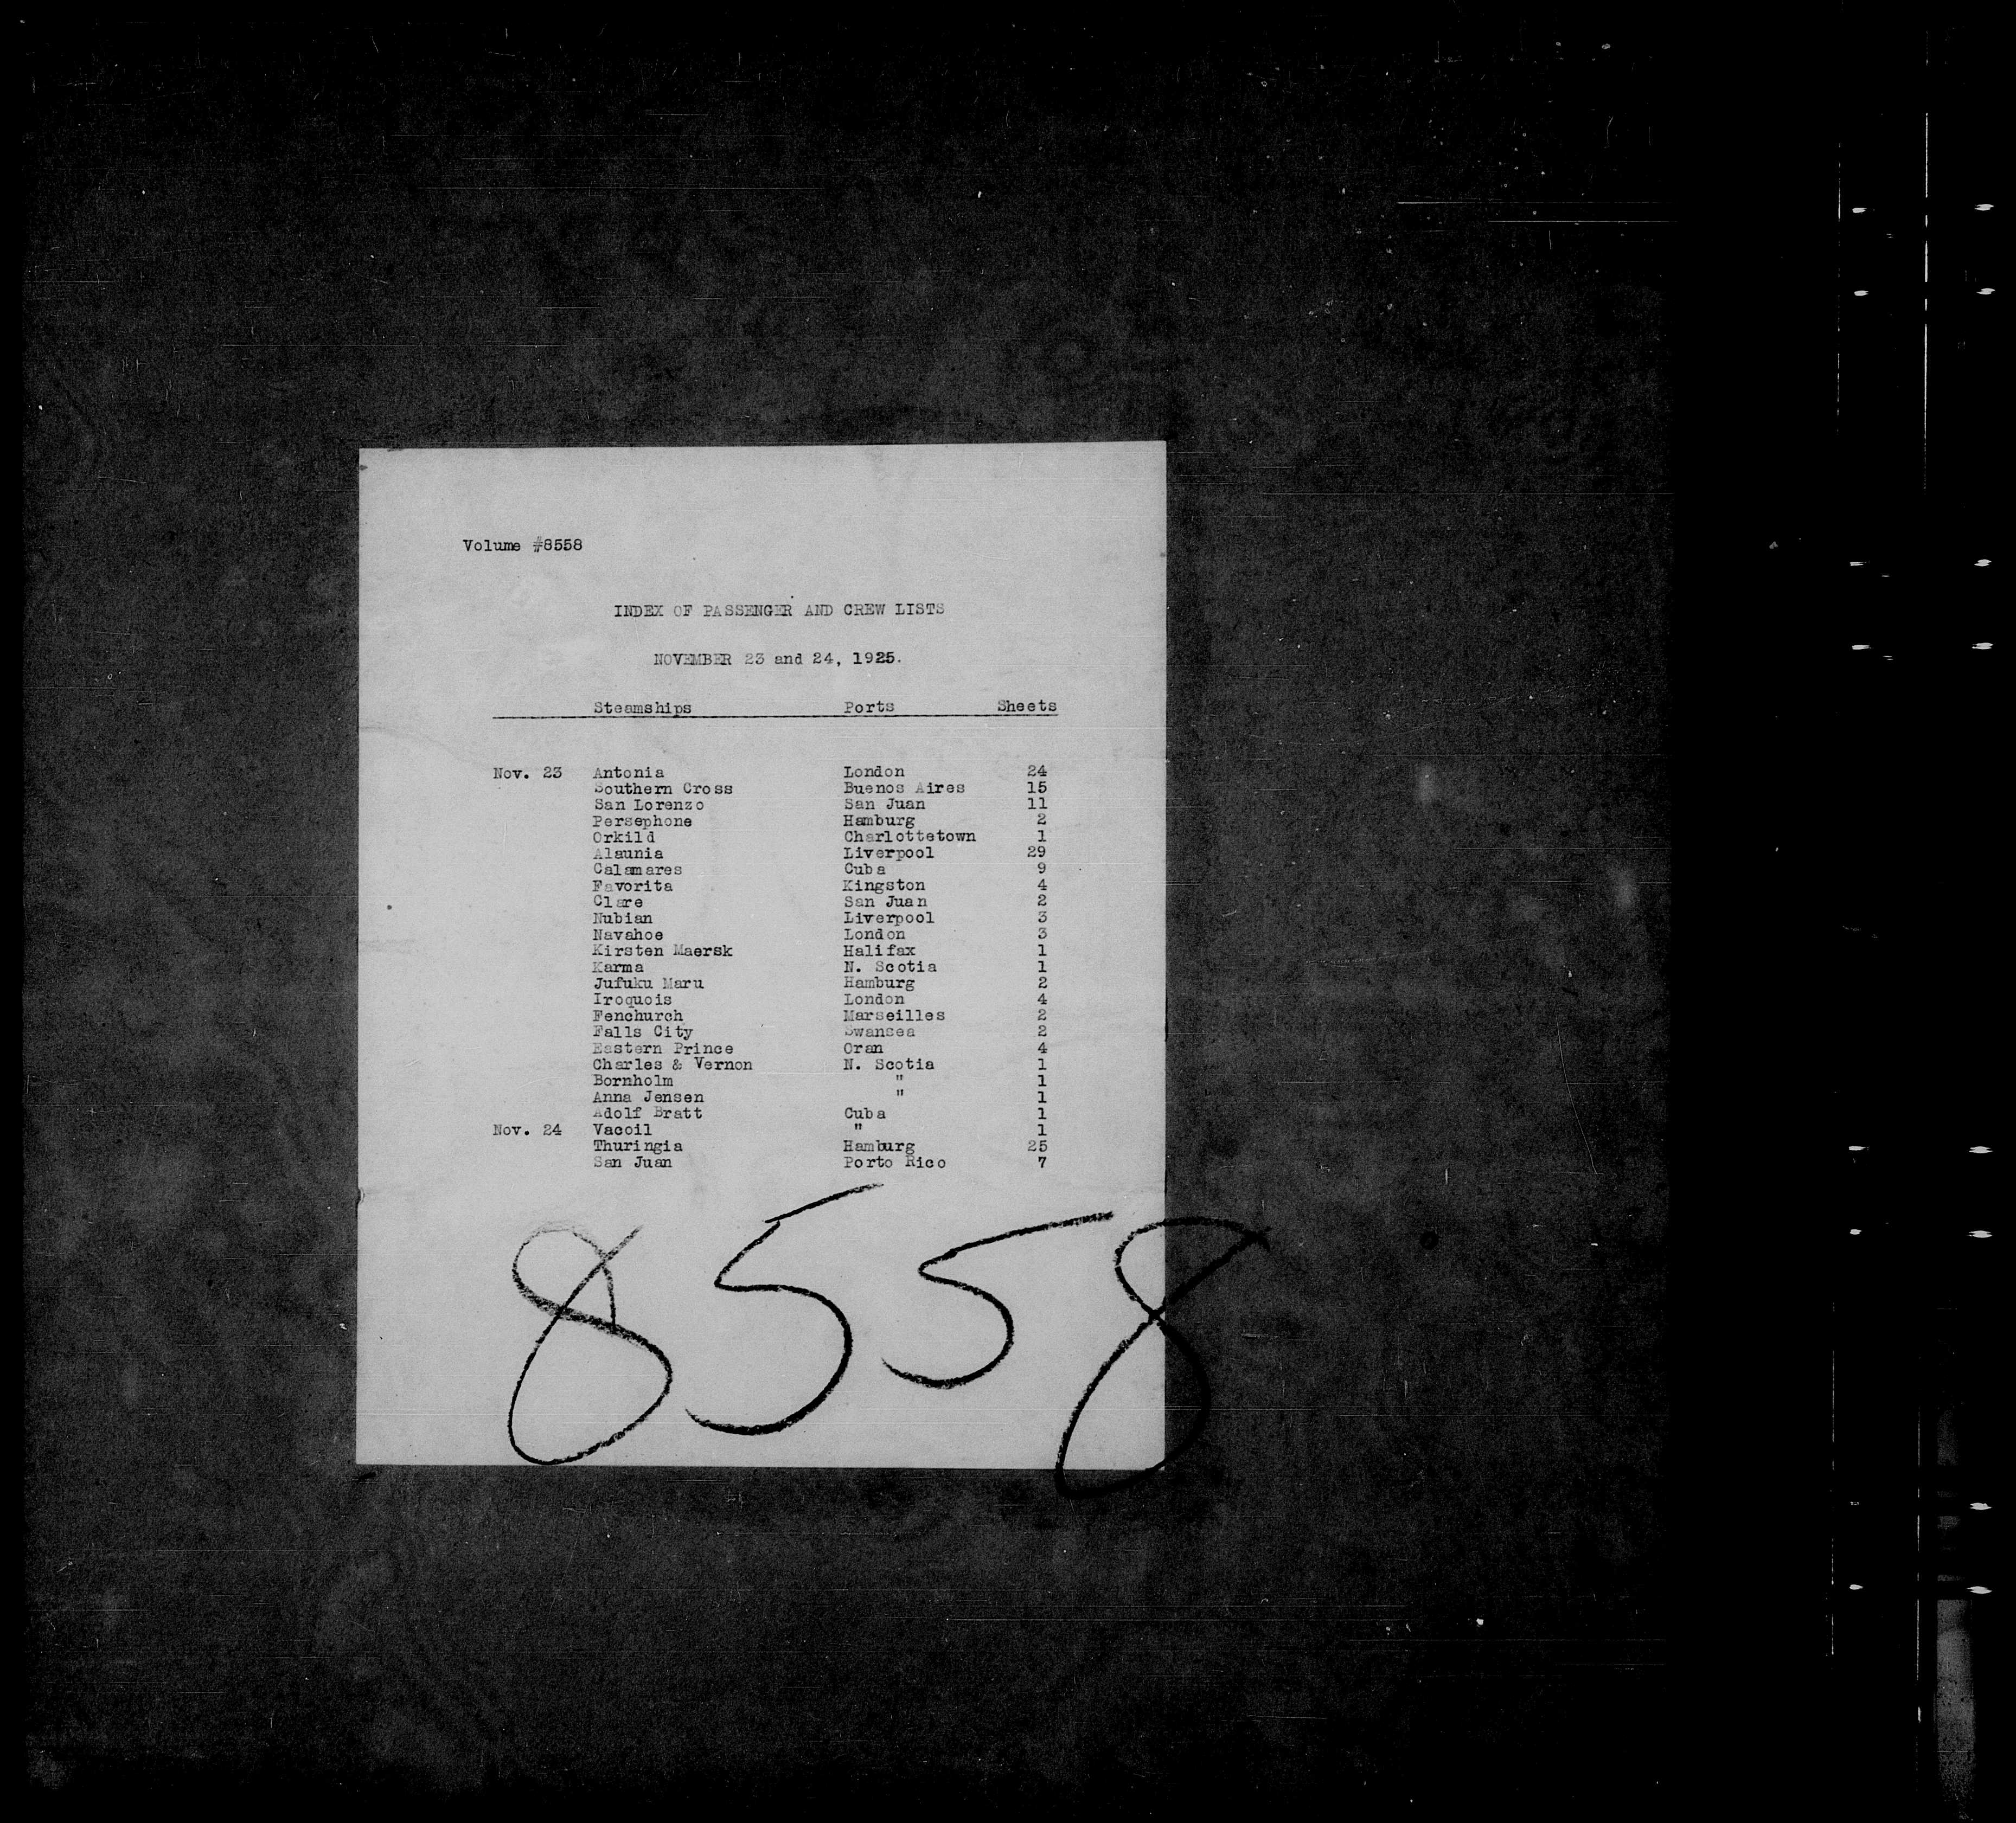 Volume #8558
INDEX OF PASSENGER AND CREW LISTS
NOVEMBER 23 and 24, 1925.
Steamships Ports Sheets
Nov. 23 Antonia London 24
Southern Cross Buenos Aires 15
San Lorenzo San Juan 11
Persephone Hamburg 2
Orkild Charlottetown 1
Alaunia Liverpool 29
Calamares Cuba 9
Favorita Kingston 4
Clare San Juan 2
Nubian Liverpool 3
Navahoe London 3
Kirsten Maersk Halifax 1
Karma N. Scotia 1
Jufuku Maru Hamburg 2
Iroquois London 4
Fenchurch Marseilles 2
Falls City Swansea 2
Eastern Prince Oran 4
Charles & Vernon N. Scotia 1
Bornholm " 1
Anna Jensen " 1
Adolf Bratt Cuba 1
Nov. 24 Vacoil " 1
Thuringia Hamburg 25
San Juan Porto Rico 7
8558